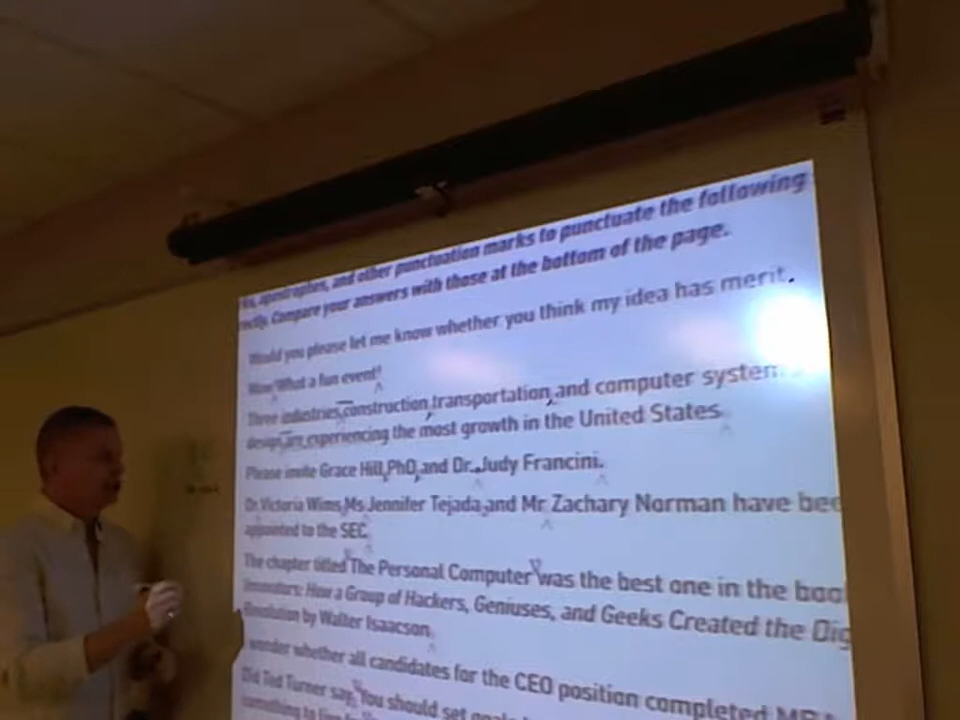 apostrophes, and other punctuation marks to punctuate the following
Compare your answers with those at the bottom of the page.
Would you please let me know whether you think my idea has merit.
Wow! What a fun event!
Three industries, construction, transportation, and computer system
design, are experiencing the most growth in the United States
Please invite Grace Hill, PhD, and Dr. Judy Francini.
Dr. Victoria Wims, Ms. Jennifer Tejada, and Mr Zachary Norman have bee
appointed to the SEC
The chapter titled "The Personal Computer" was the best one in the boo
Innovators: How a Group of Hackers, Geniuses, and Geeks Created the Dig
Revolution by Walter Isaacson.
wonder whether all candidates for the CEO position completed MBA
Did Ted Turner say, "You should set goals
something to live